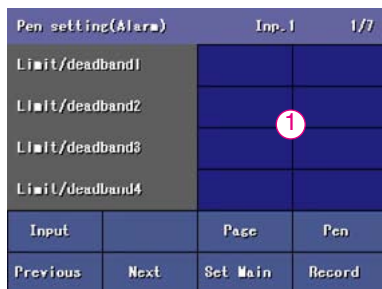 Pen setting(Alarm) Inp.1 1/7
Limit/deadband1
Limit/deadband2
1
Limit/deadband3
Limit/deadband4
Input Page Pen
Previous Next Set Main Record